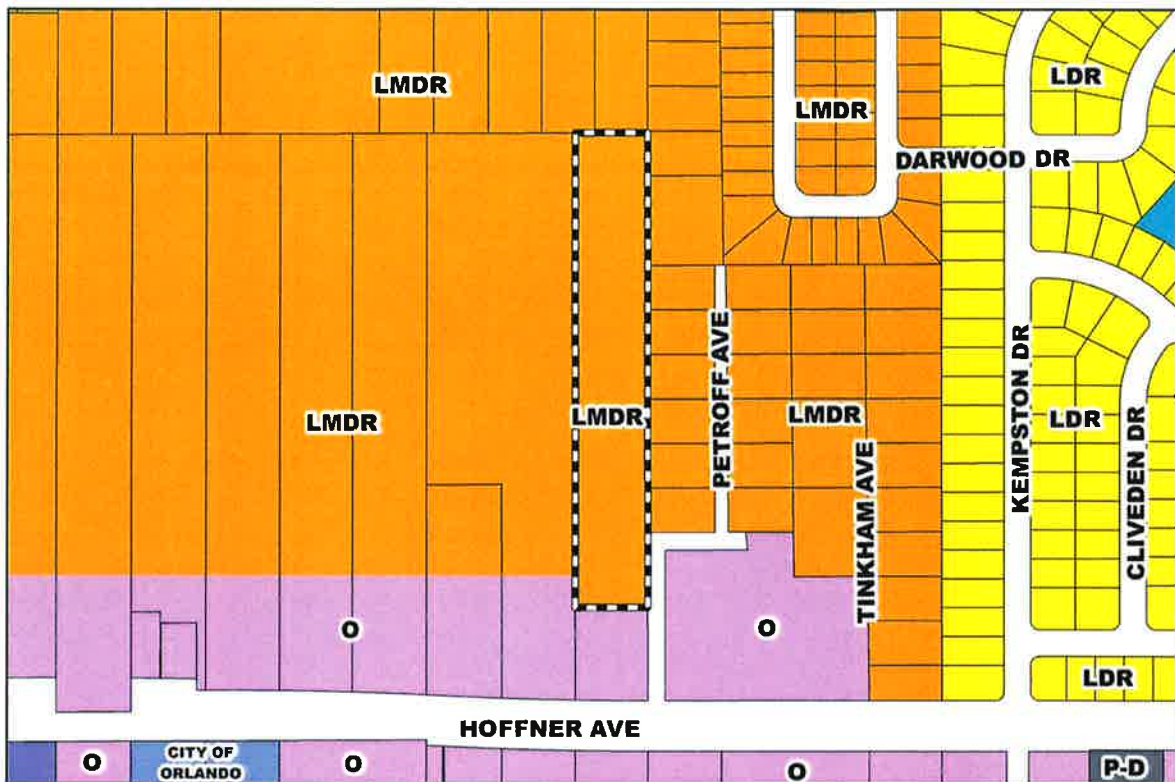 LDR
LMDR
LMDR
DARWOOD DR
PETROFF AVE
KEMPSTON DR
LMDR
LMDR
LMDR
LDR
TINKHAM AVE
CLIVEDEN DR
O
O
LDR
HOFFNER AVE
O
CITY OF
ORLANDO
O
O
P-D